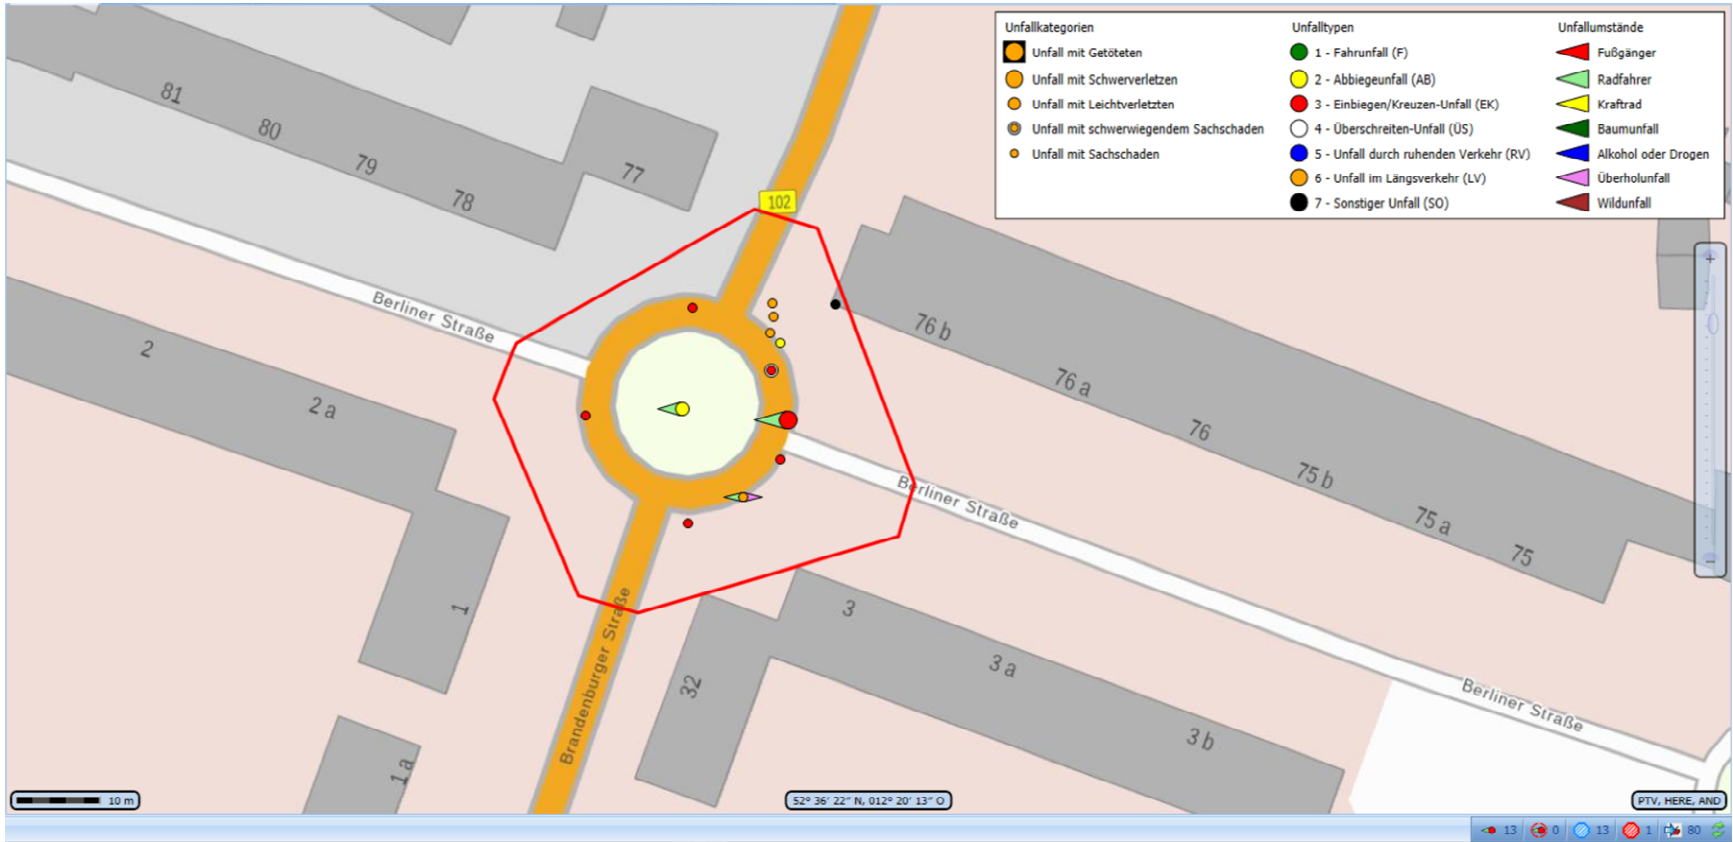 Unfallkategorien
Unfall mit Getöteten
Unfall mit Schwerverletzen
Unfall mit Leichtverletzten
Unfall mit schwerwiegendem Sachschaden
Unfall mit Sachschaden
Unfalltypen
1 - Fahrunfall (F)
2 - Abbiegeunfall (AB)
3 - Einbiegen/Kreuzen-Unfall (EK)
4 - Überschreiten-Unfall (ÜS)
5 - Unfall durch ruhenden Verkehr (RV)
6 - Unfall im Längsverkehr (LV)
7 - Sonstiger Unfall (SO)
Unfallumstände
Fußgänger
Radfahrer
Kraftrad
Baumunfall
Alkohol oder Drogen
Überholunfall
Wildunfall
81
80
79
78
77
102
Berliner Straße
2
2 a
76 b
76 a
76
75 b
75 a
75
Berliner Straße
1
Brandenburger Straße
1 a
32
3
3 a
3 b
Berliner Straße
+
−
10 m
52° 36' 22" N, 012° 20' 13" O
PTV, HERE, AND
13
0
13
1
80